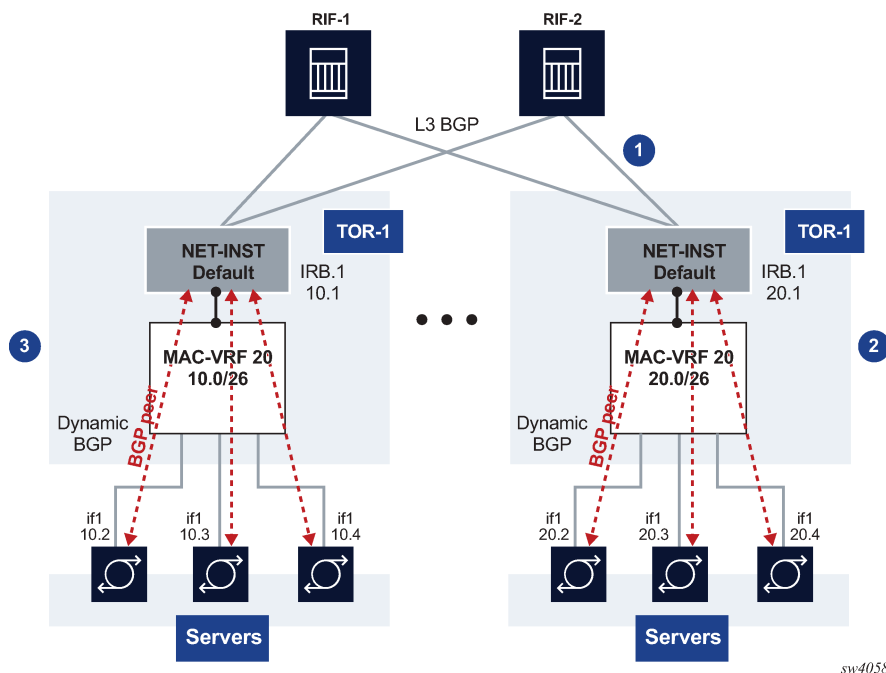 RIF-1
RIF-2
L3 BGP
1
TOR-1
TOR-1
NET-INST
Default
IRB.1
10.1
NET-INST
Default
IRB.1
20.1
3
MAC-VRF 20
10.0/26
MAC-VRF 20
20.0/26
2
Dynamic
BGP
BGP peer
Dynamic
BGP
BGP peer
if1
10.2
if1
10.3
if1
10.4
if1
20.2
if1
20.3
if1
20.4
Servers
Servers
sw4058